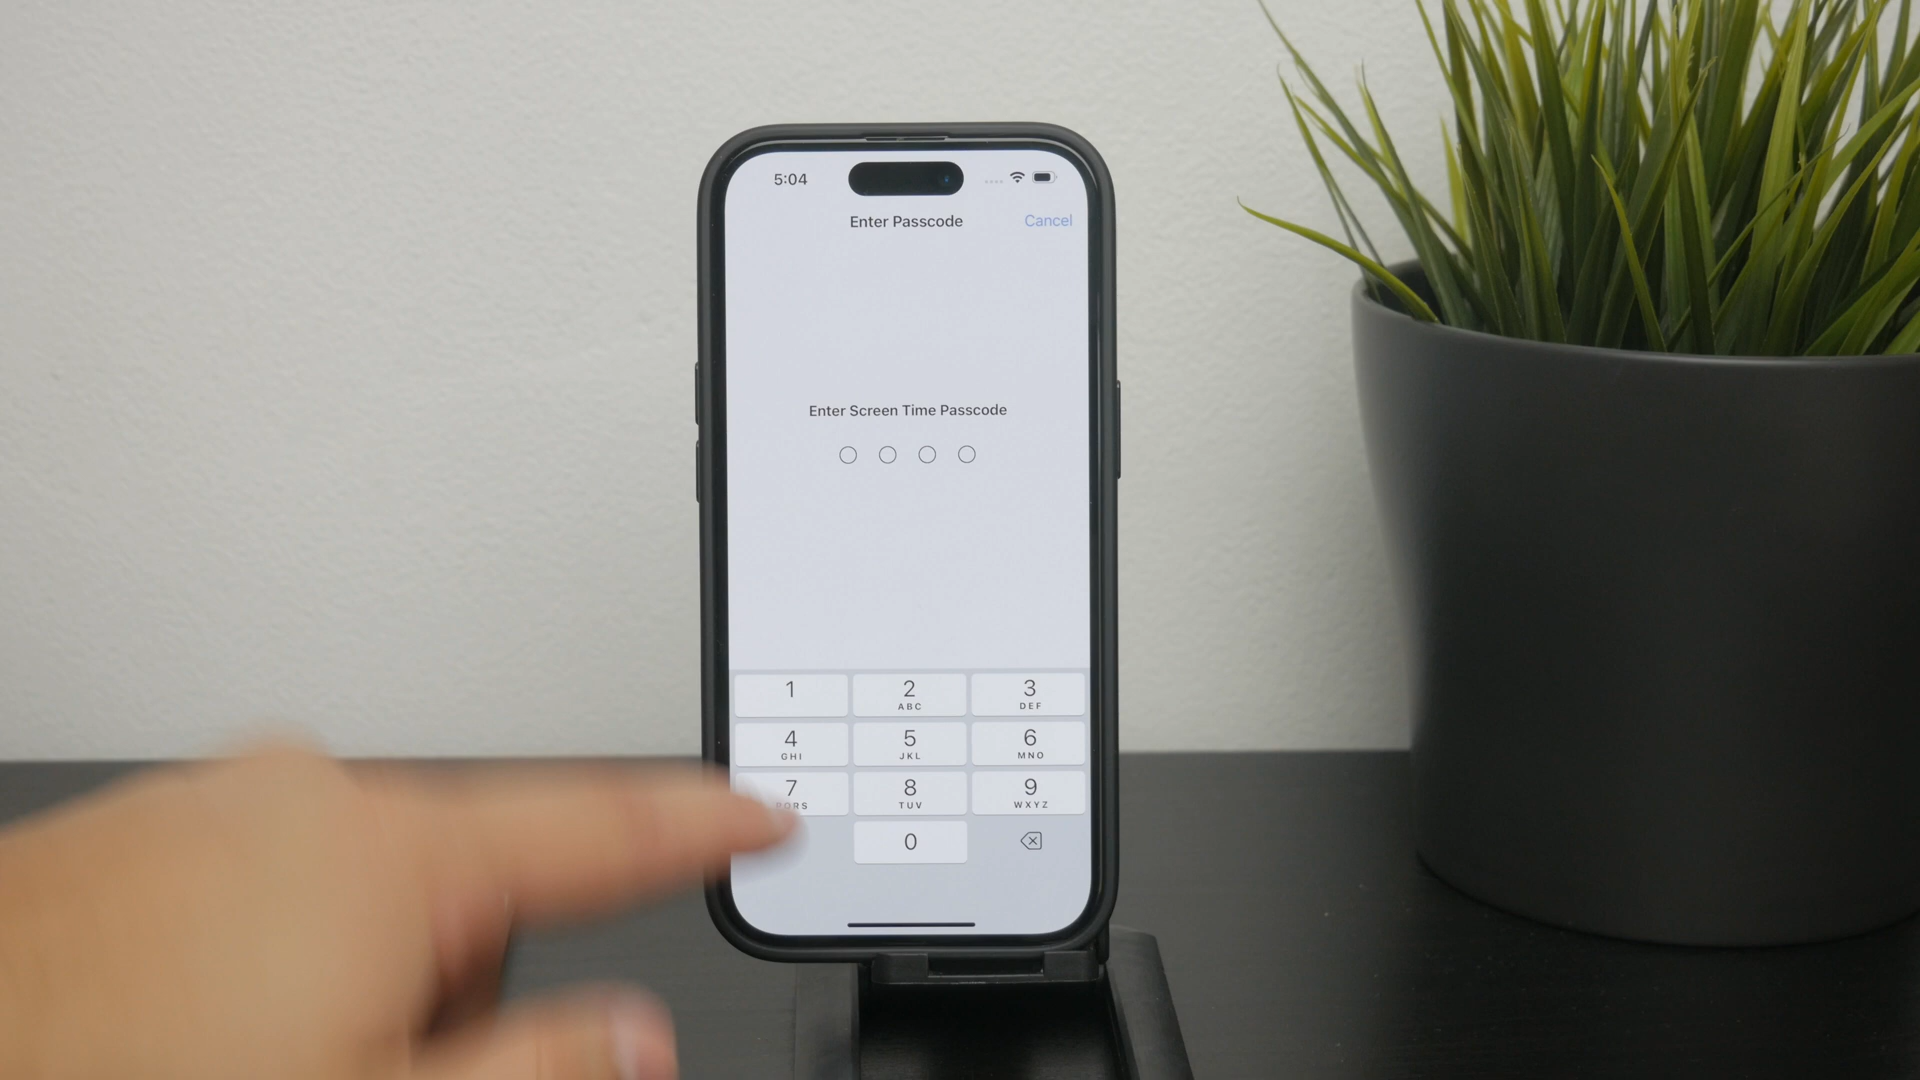 5:04
Enter Passcode Cancel
Enter Screen Time Passcode
1 2 3
ABC DEF
4 5 6
GHI JKL MNO
7 8 9
PQRS TUV WXYZ
0